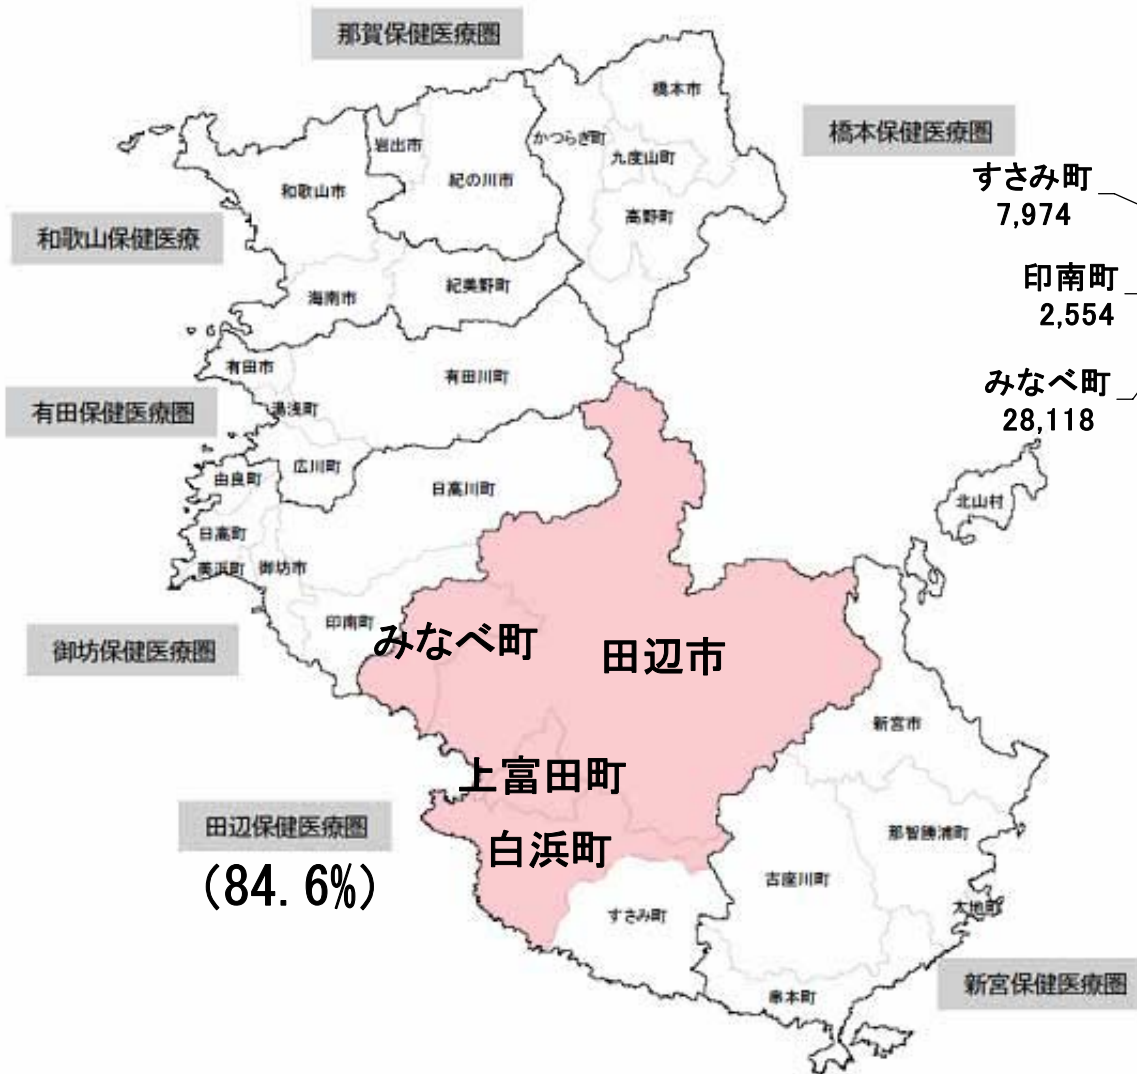 那賀保健医療圏
橋本市
橋本保健医療圏
岩出市
かつらぎ町
九度山町
紀の川市
和歌山市
高野町
すさみ町
7,974
和歌山保健医療
海南市
紀美野町
印南町
2,554
有田市
有田川町
みなべ町
28,118
有田保健医療圏
湯浅町
広川町
由良町
日高川町
北山村
日高町
美浜町
御坊市
印南町
みなべ町
田辺市
御坊保健医療圏
新宮市
上富田町
田辺保健医療圏
(84.6%)
白浜町
那智勝浦町
古座川町
太地町
すさみ町
新宮保健医療圏
串本町